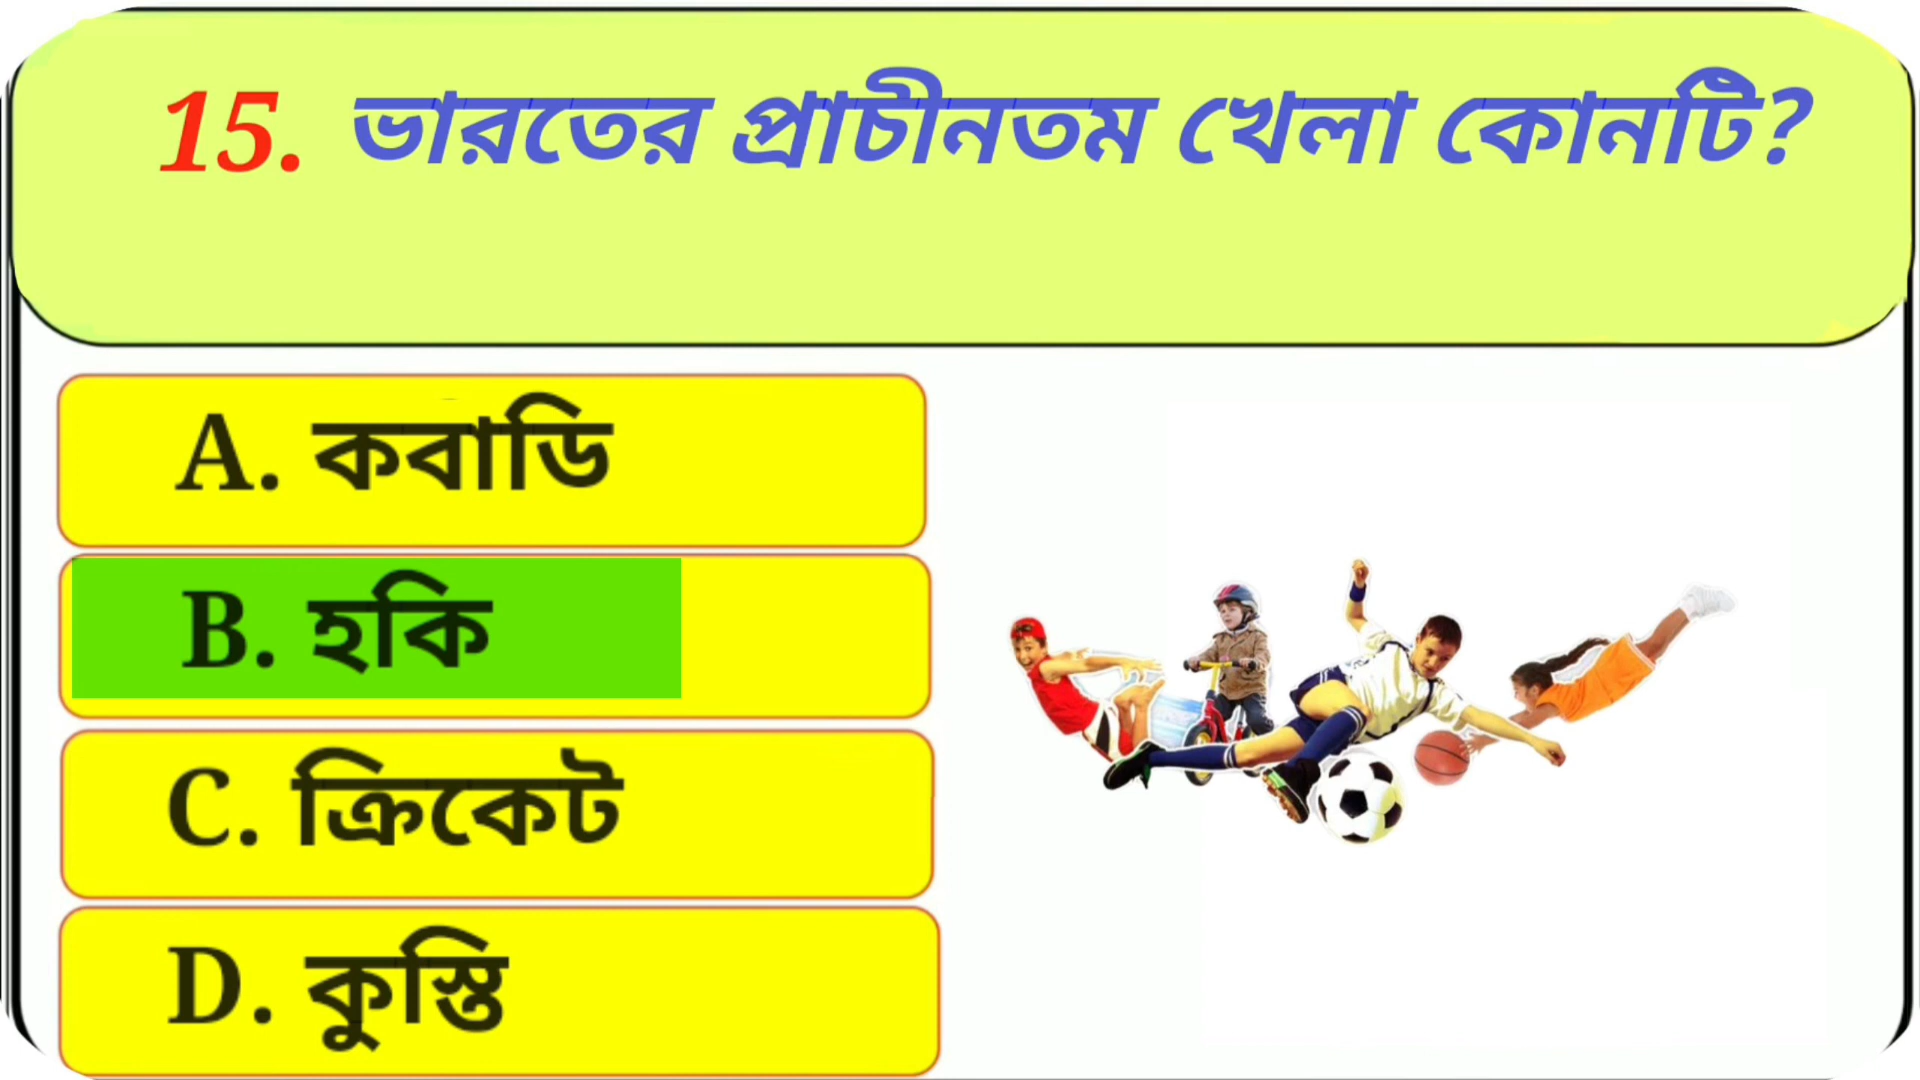 15. ভারতের প্রাচীনতম খেলা কোনটি?
A. কবাডি
B. হকি
C. ক্রিকেট
D. কুস্তি